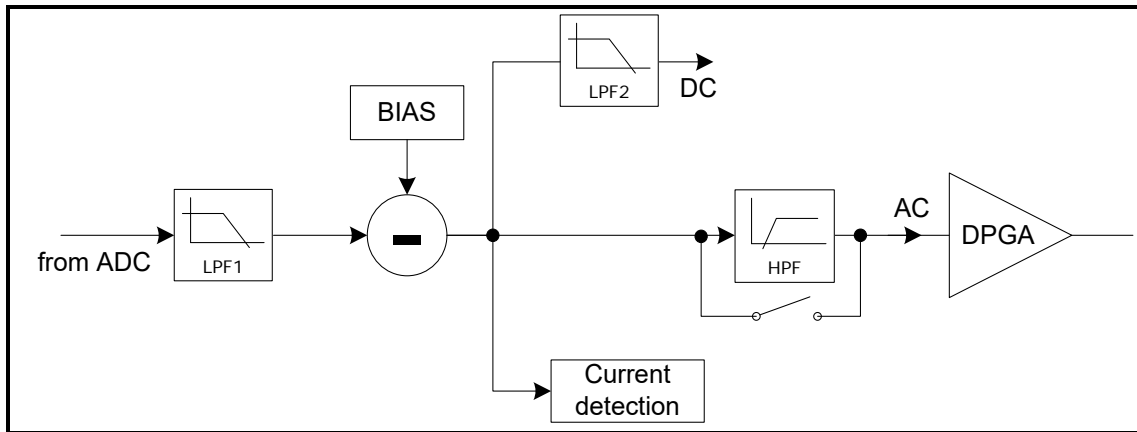 LPF2
DC
BIAS
from ADC
LPF1
HPF
AC
DPGA
Current
detection